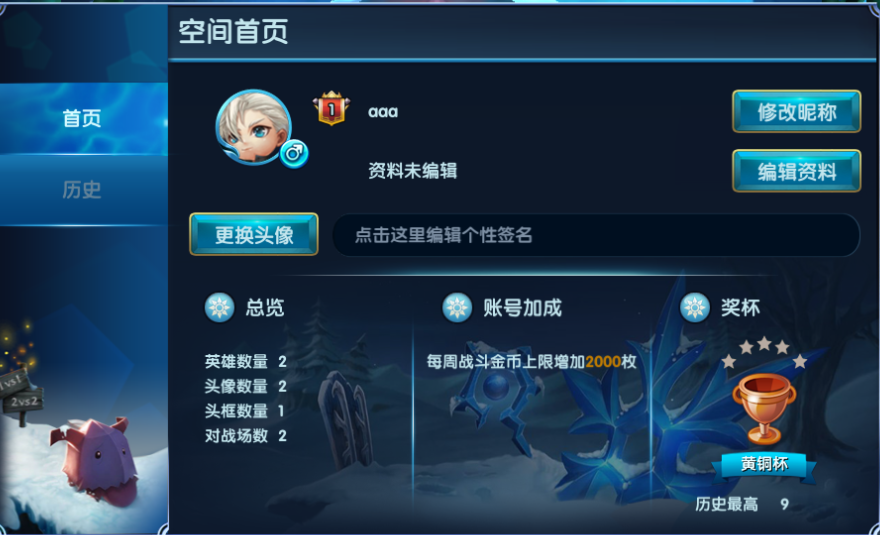 空间首页
首页
历史
1
aaa
资料未编辑
修改昵称
编辑资料
更换头像
点击这里编辑个性签名
总览
英雄数量 2
头像数量 2
头框数量 1
对战场数 2
账号加成
每周战斗金币上限增加2000枚
奖杯
黄铜杯
历史最高 9
1vs1
2vs2